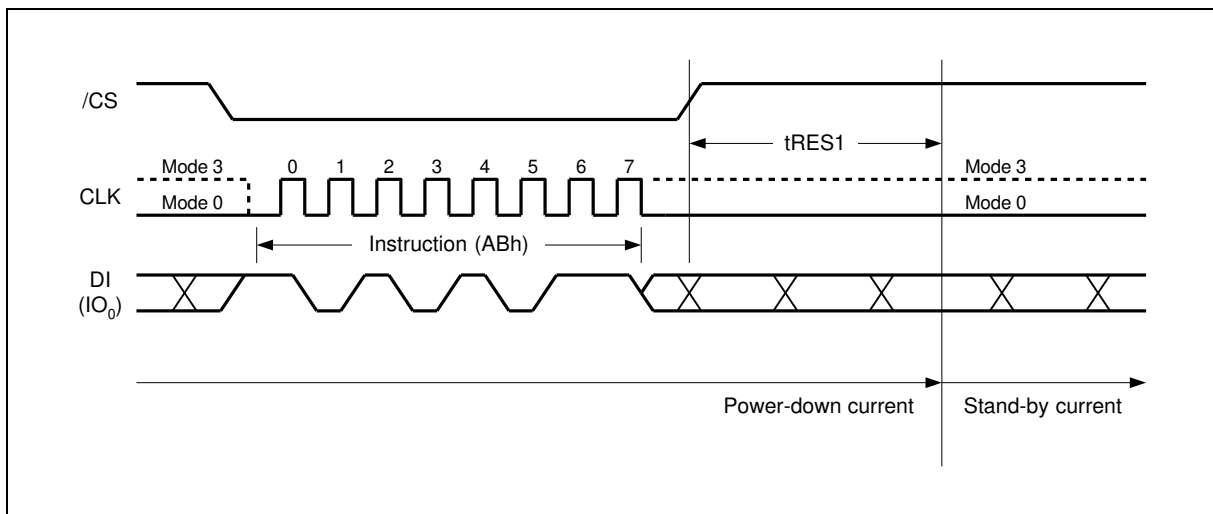 /CS
tRES1
Mode 3 0 1 2 3 4 5 6 7 Mode 3
CLK
Mode 0 Mode 0
Instruction (ABh)
DI
(IO₀)
Power-down current Stand-by current